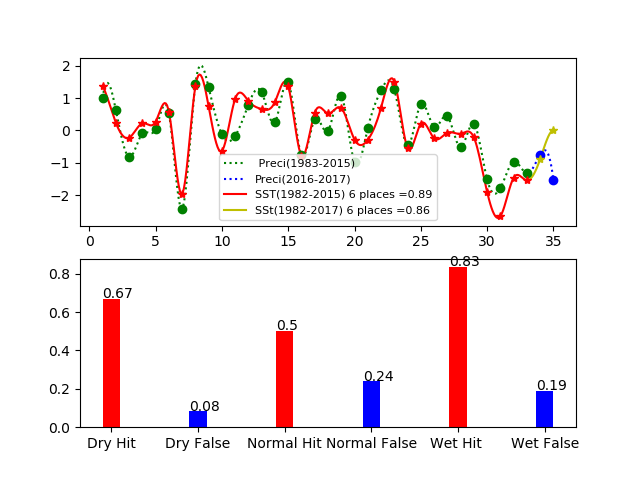 2
1
0
−1
−2
Preci(1983-2015)
Preci(2016-2017)
SST(1982-2015) 6 places =0.89
SSt(1982-2017) 6 places =0.86
0 5 10 15 20 25 30 35
0.8
0.6
0.4
0.2
0.0
0.67
0.08
0.5
0.24
0.83
0.19
Dry Hit Dry False Normal Hit Normal False Wet Hit Wet False